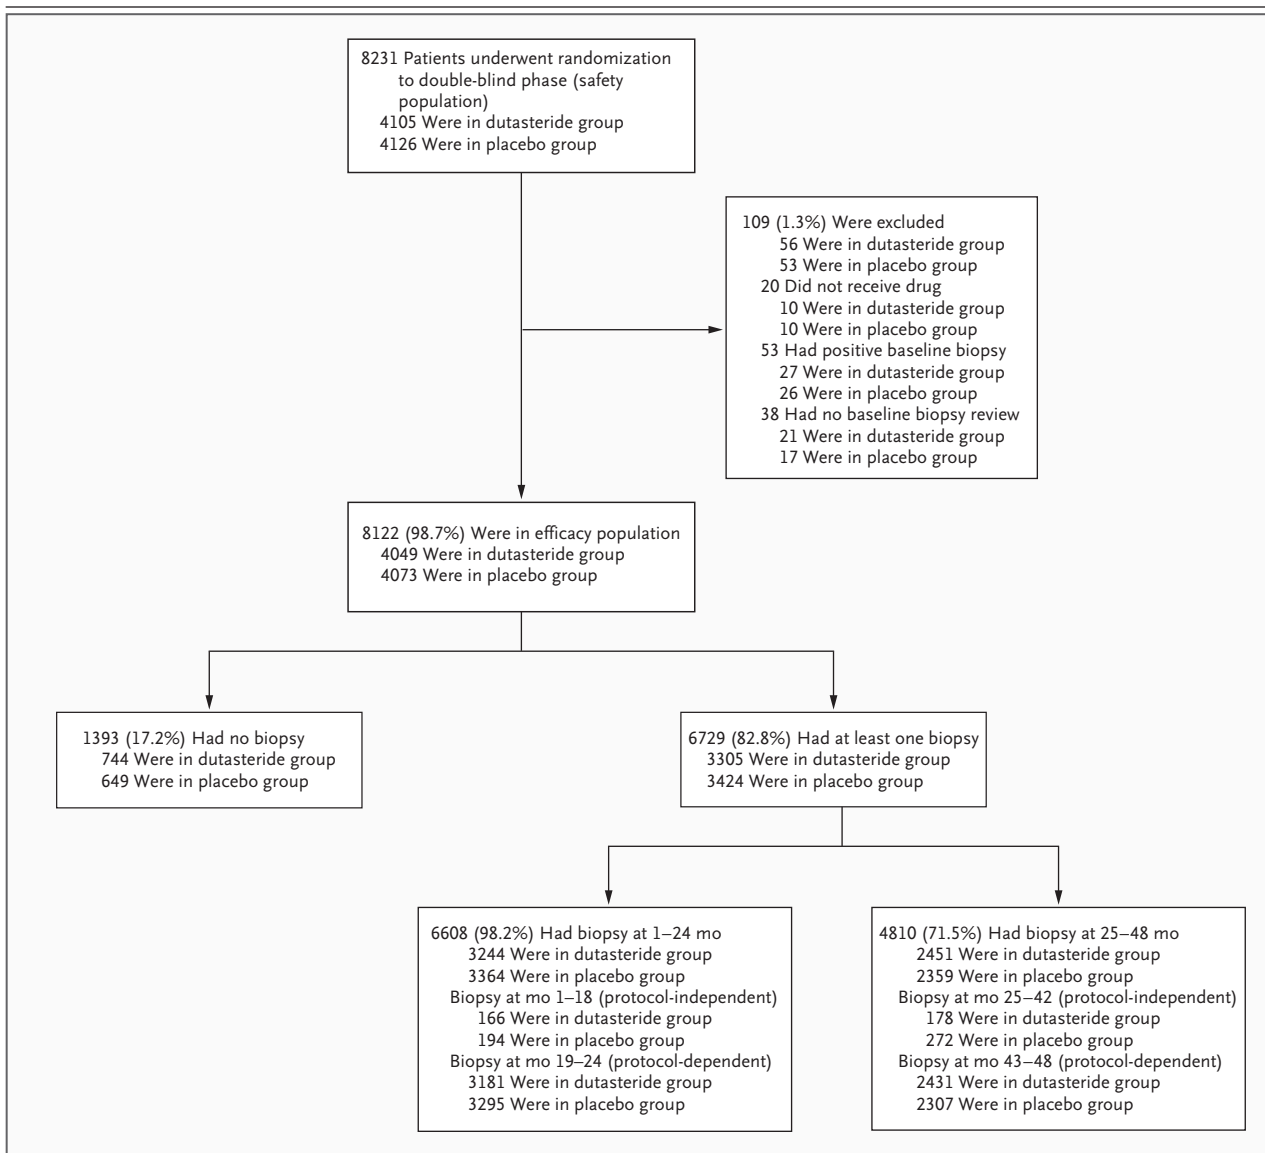 8231 Patients underwent randomization
to double-blind phase (safety
population)
4105 Were in dutasteride group
4126 Were in placebo group
109 (1.3%) Were excluded
56 Were in dutasteride group
53 Were in placebo group
20 Did not receive drug
10 Were in dutasteride group
10 Were in placebo group
53 Had positive baseline biopsy
27 Were in dutasteride group
26 Were in placebo group
38 Had no baseline biopsy review
21 Were in dutasteride group
17 Were in placebo group
8122 (98.7%) Were in efficacy population
4049 Were in dutasteride group
4073 Were in placebo group
1393 (17.2%) Had no biopsy
744 Were in dutasteride group
649 Were in placebo group
6729 (82.8%) Had at least one biopsy
3305 Were in dutasteride group
3424 Were in placebo group
6608 (98.2%) Had biopsy at 1–24 mo
3244 Were in dutasteride group
3364 Were in placebo group
Biopsy at mo 1–18 (protocol-independent)
166 Were in dutasteride group
194 Were in placebo group
Biopsy at mo 19–24 (protocol-dependent)
3181 Were in dutasteride group
3295 Were in placebo group
4810 (71.5%) Had biopsy at 25–48 mo
2451 Were in dutasteride group
2359 Were in placebo group
Biopsy at mo 25–42 (protocol-independent)
178 Were in dutasteride group
272 Were in placebo group
Biopsy at mo 43–48 (protocol-dependent)
2431 Were in dutasteride group
2307 Were in placebo group